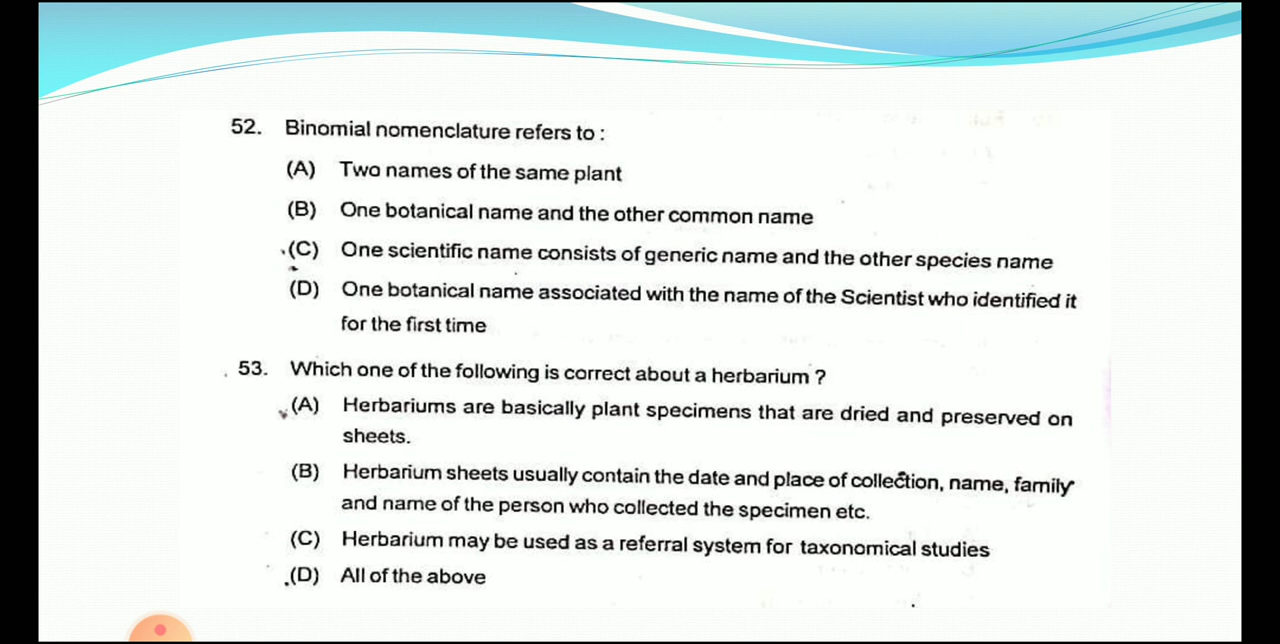 52. Binomial nomenclature refers to :
(A) Two names of the same plant
(B) One botanical name and the other common name
(C) One scientific name consists of generic name and the other species name
(D) One botanical name associated with the name of the Scientist who identified it
for the first time
53. Which one of the following is correct about a herbarium ?
(A) Herbariums are basically plant specimens that are dried and preserved on
sheets.
(B) Herbarium sheets usually contain the date and place of collection, name, family
and name of the person who collected the specimen etc.
(C) Herbarium may be used as a referral system for taxonomical studies
(D) All of the above